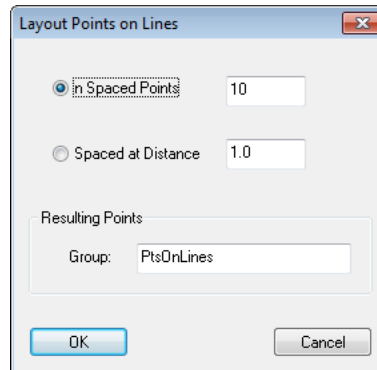 Layout Points on Lines
n Spaced Points 10
Spaced at Distance 1.0
Resulting Points
Group: PtsOnLines
OK Cancel